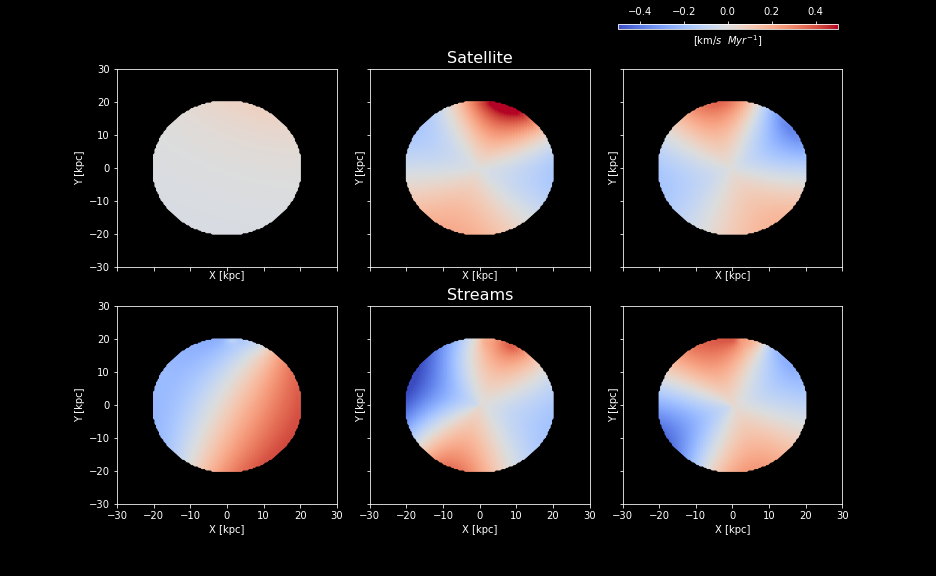 −0.4 −0.2 0.0 0.2 0.4
[km/s Myr⁻¹]
Satellite
30
20
10
0
−10
−20
−30
Y [kpc]
Y [kpc]
Y [kpc]
X [kpc] X [kpc] X [kpc]
Streams
30
20
10
0
−10
−20
−30
Y [kpc]
Y [kpc]
Y [kpc]
−30 −20 −10 0 10 20 30 −30 −20 −10 0 10 20 30 −30 −20 −10 0 10 20 30
X [kpc] X [kpc] X [kpc]